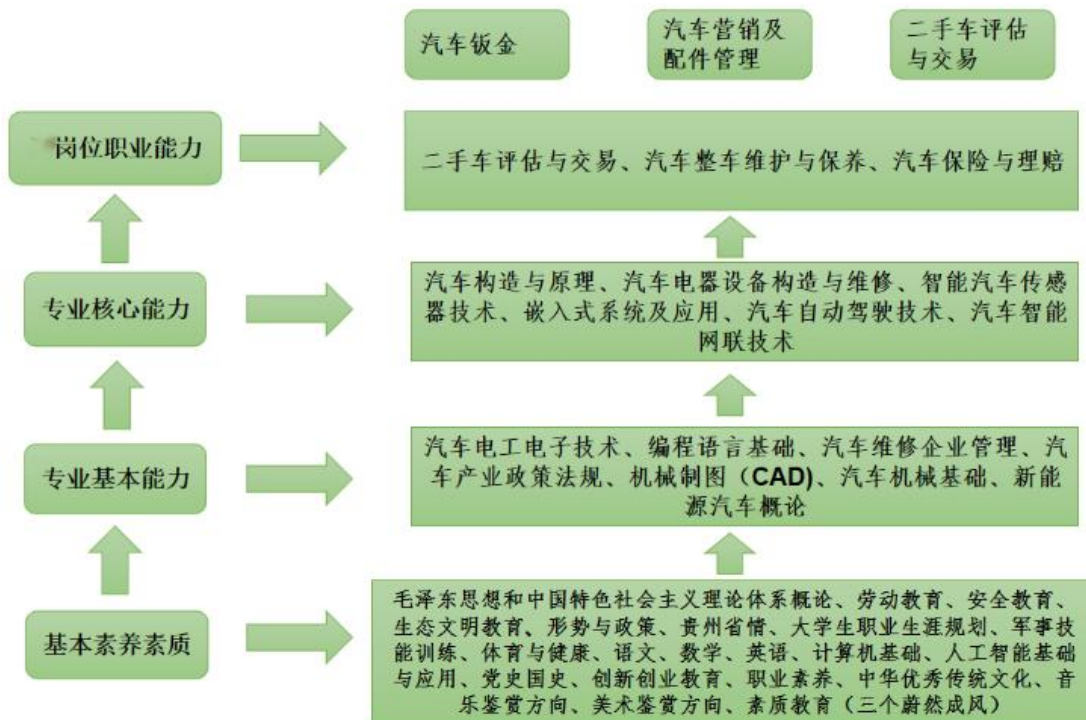 汽车钣金
汽车营销及
配件管理
二手车评估
与交易
岗位职业能力
二手车评估与交易、汽车整车维护与保养、汽车保险与理赔
专业核心能力
汽车构造与原理、汽车电器设备构造与维修、智能汽车传感
器技术、嵌入式系统及应用、汽车自动驾驶技术、汽车智能
网联技术
专业基本能力
汽车电工电子技术、编程语言基础、汽车维修企业管理、汽
车产业政策法规、机械制图（CAD)、汽车机械基础、新能
源汽车概论
基本素养素质
毛泽东思想和中国特色社会主义理论体系概论、劳动教育、安全教育、
生态文明教育、形势与政策、贵州省情、大学生职业生涯规划、军事技
能训练、体育与健康、语文、数学、英语、计算机基础、人工智能基础
与应用、党史国史、创新创业教育、职业素养、中华优秀传统文化、音
乐鉴赏方向、美术鉴赏方向、素质教育（三个蔚然成风）